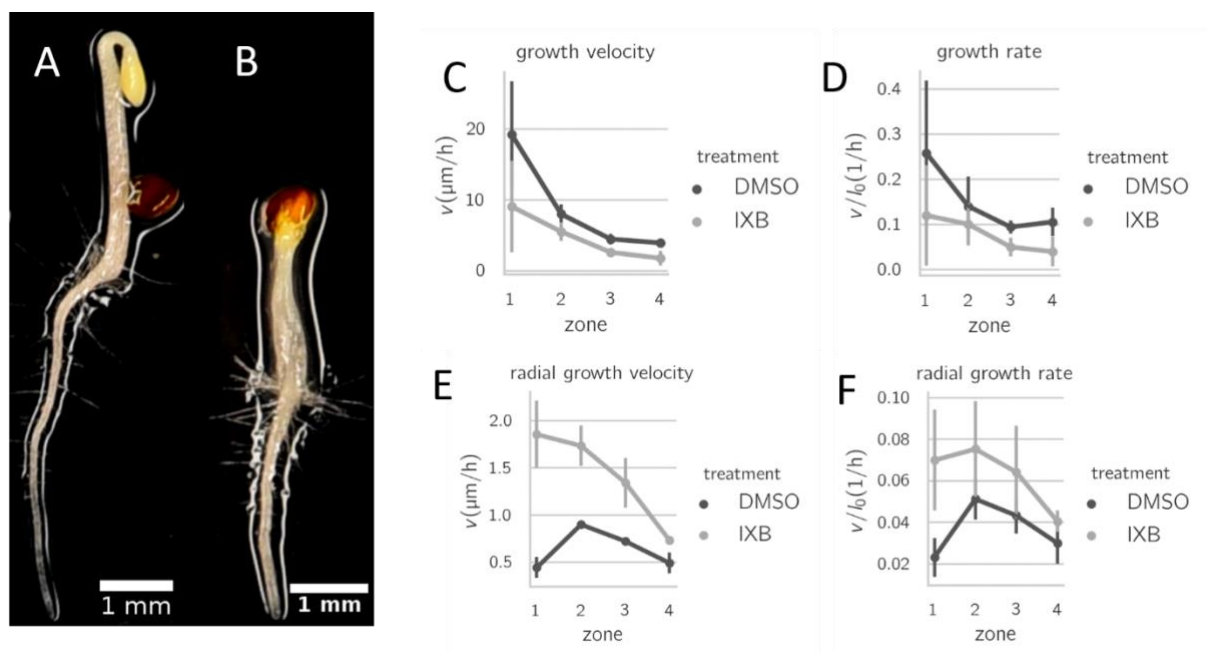 A
B
1 mm
1 mm
C
growth velocity
v(μm/h)
20
10
0
1 2 3 4
zone
treatment
DMSO
IXB
D
growth rate
v/l₀(1/h)
0.4
0.3
0.2
0.1
0.0
1 2 3 4
zone
treatment
DMSO
IXB
E
radial growth velocity
v(μm/h)
2.0
1.5
1.0
0.5
1 2 3 4
zone
treatment
DMSO
IXB
F
radial growth rate
v/l₀(1/h)
0.10
0.08
0.06
0.04
0.02
1 2 3 4
zone
treatment
DMSO
IXB